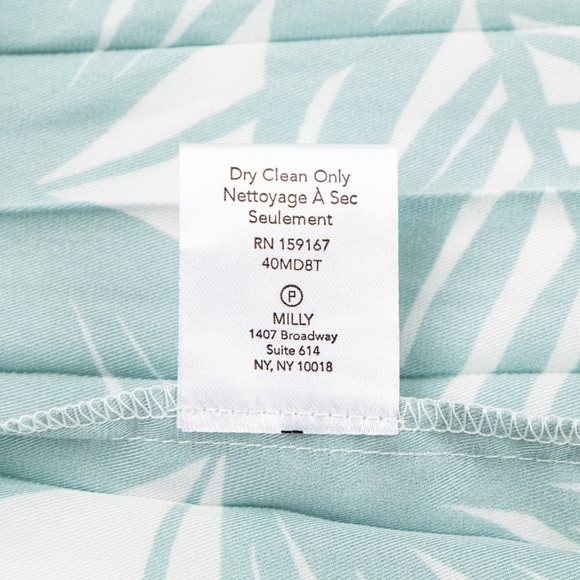 Dry Clean Only
Nettoyage À Sec
Seulement
RN 159167
40MD8T
P
MILLY
1407 Broadway
Suite 614
NY, NY 10018